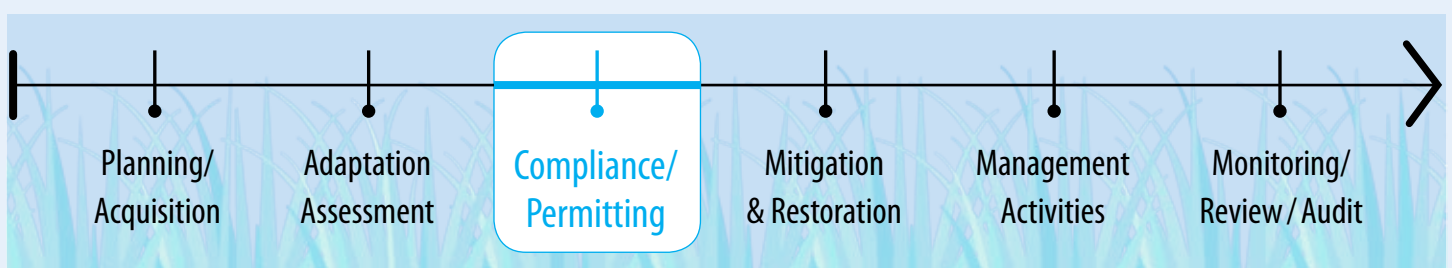 Planning/
Acquisition
Adaptation
Assessment
Compliance/
Permitting
Mitigation
& Restoration
Management
Activities
Monitoring/
Review / Audit